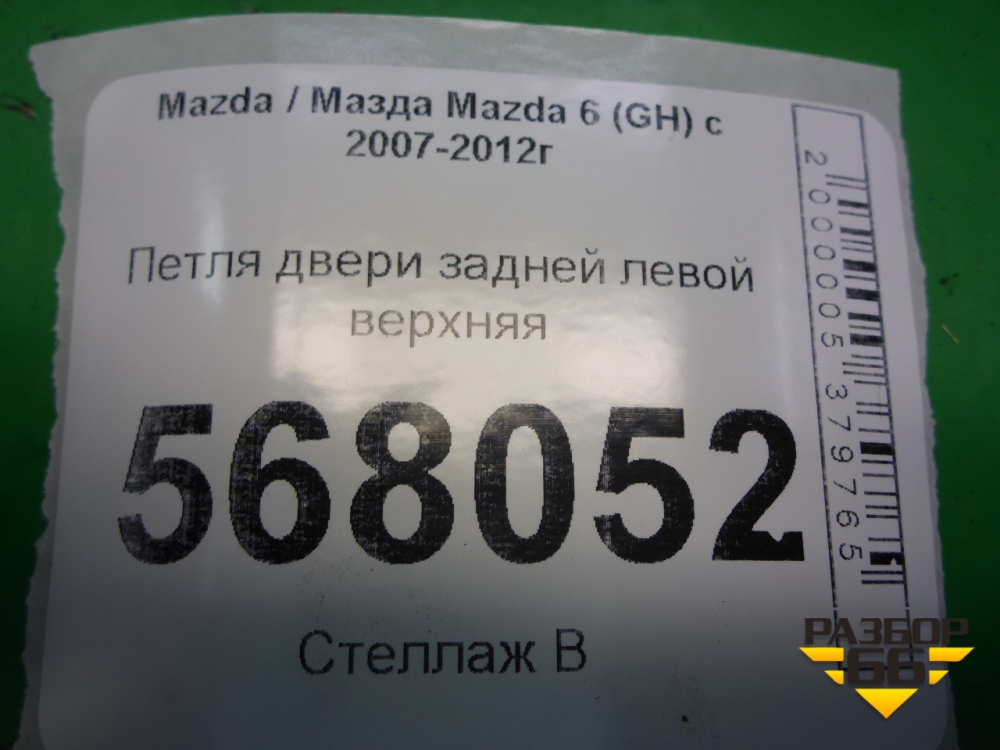 Mazda / Мазда Mazda 6 (GH) с
2007-2012г
Петля двери задней левой
верхняя
568052
Стеллаж В
2000005379765
РАЗБОР
66